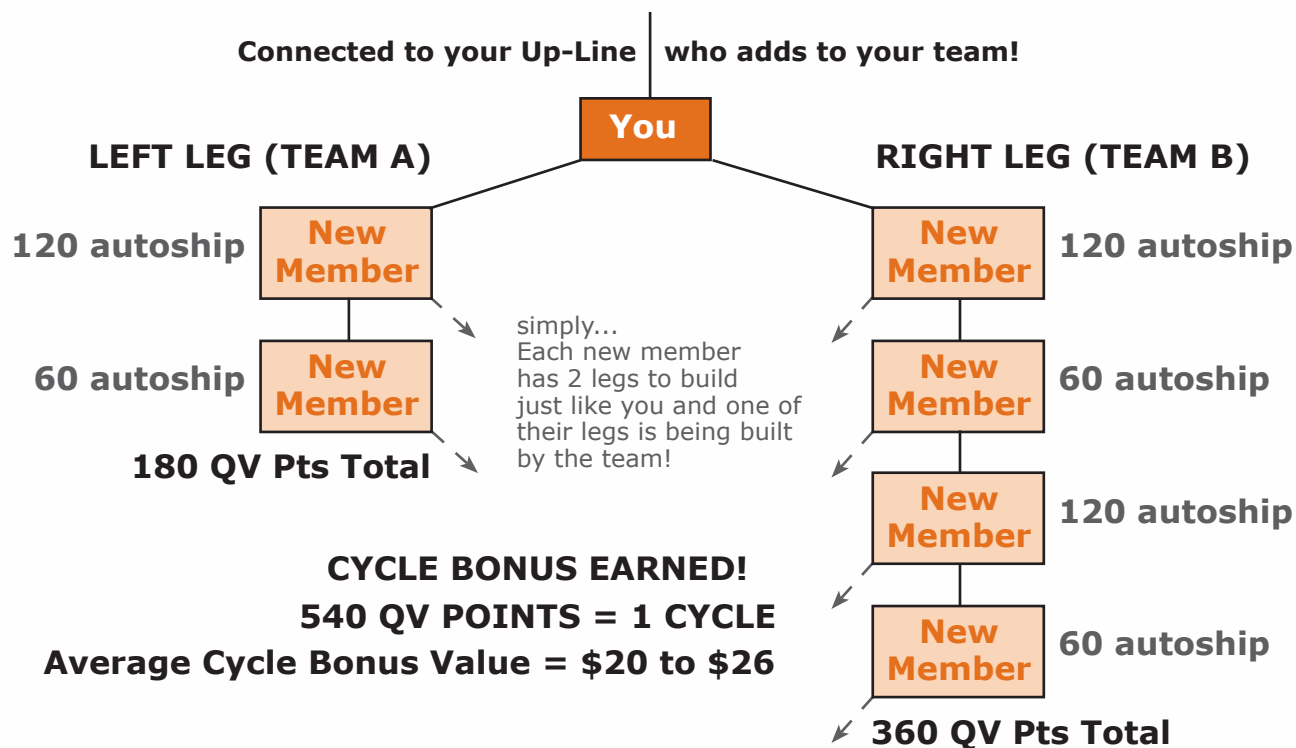 Connected to your Up-Line who adds to your team!
You
LEFT LEG (TEAM A)
120 autoship
New
Member
60 autoship
New
Member
180 QV Pts Total
simply...
Each new member
has 2 legs to build
just like you and one of
their legs is being built
by the team!
RIGHT LEG (TEAM B)
New
Member
120 autoship
New
Member
60 autoship
New
Member
120 autoship
New
Member
60 autoship
360 QV Pts Total
CYCLE BONUS EARNED!
540 QV POINTS = 1 CYCLE
Average Cycle Bonus Value = $20 to $26